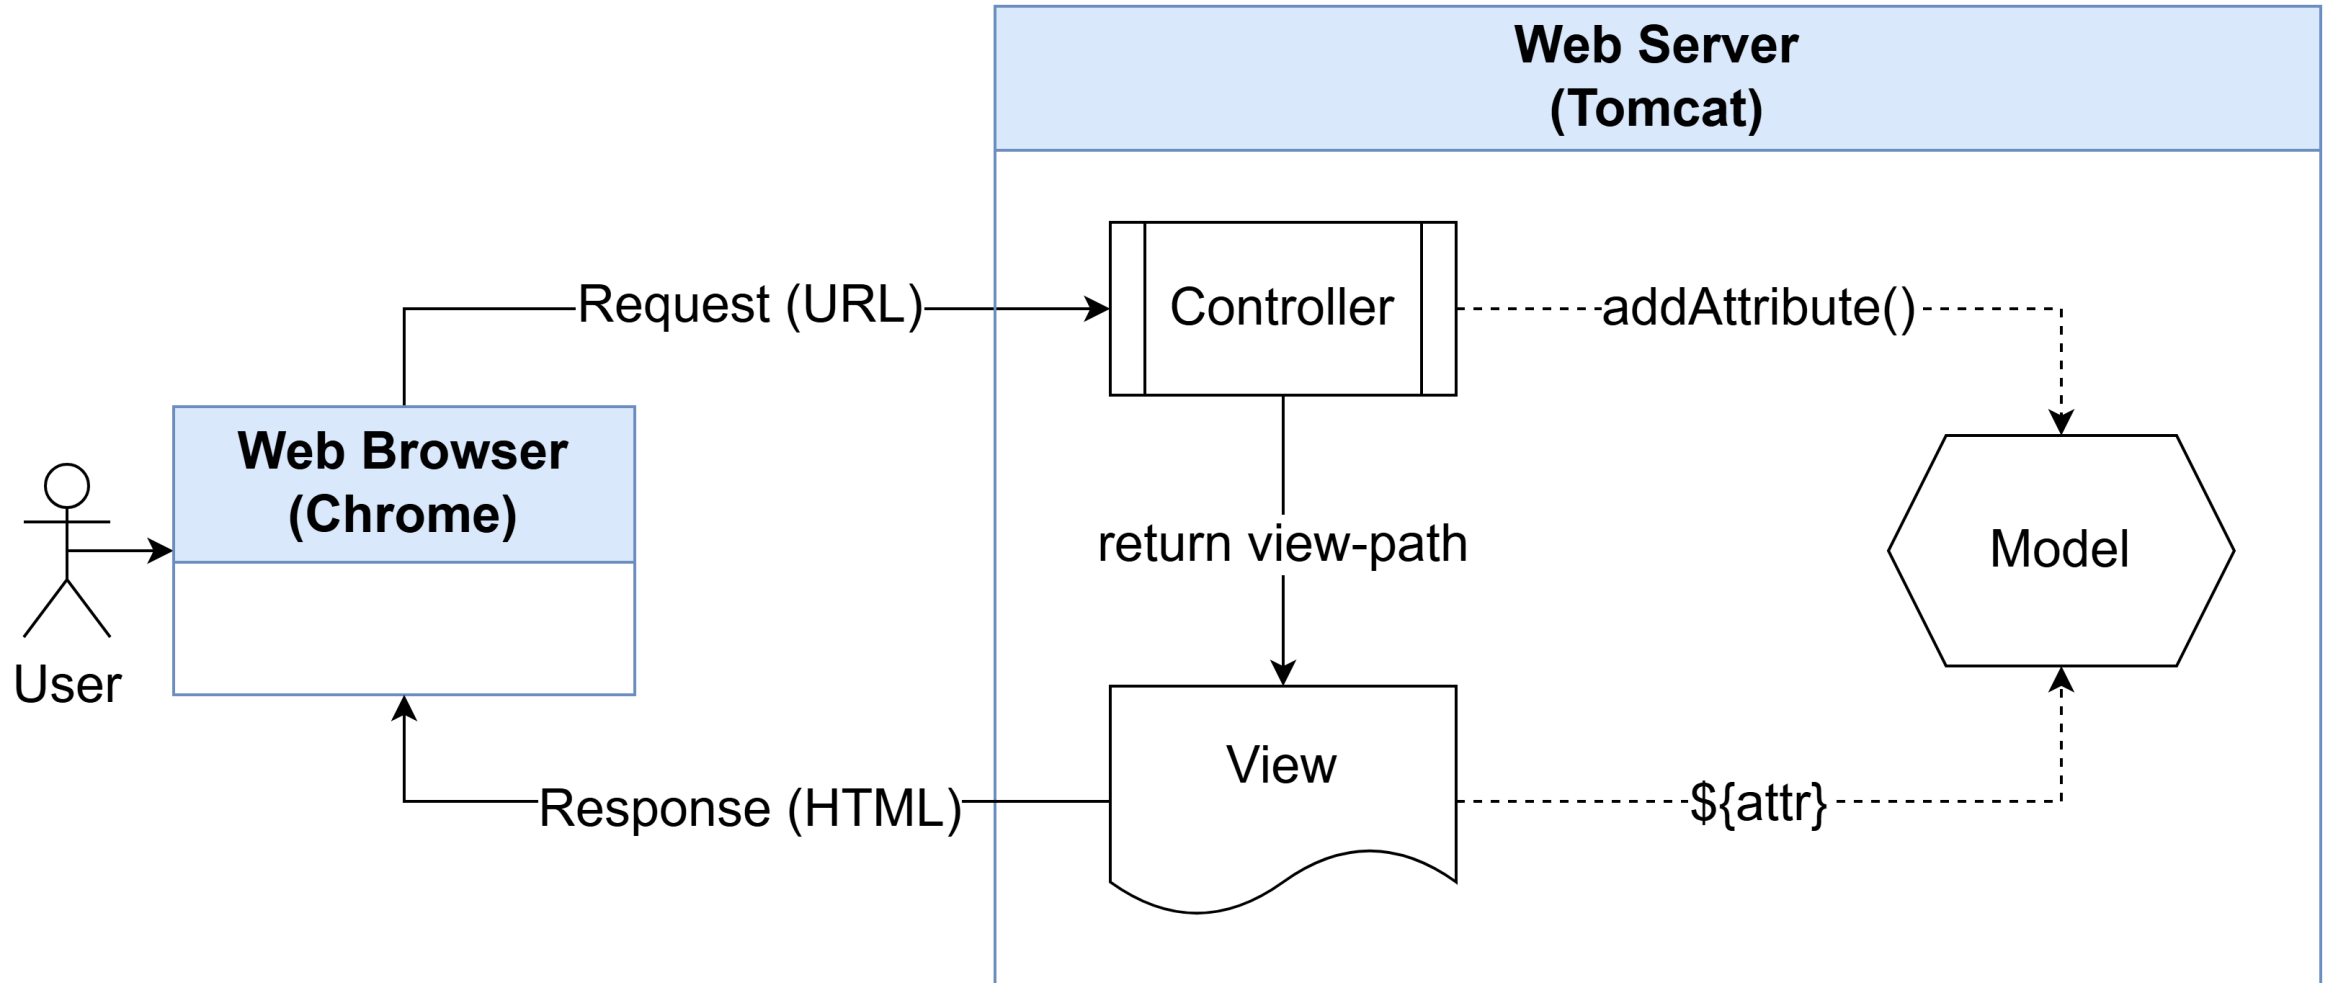 Web Server
(Tomcat)
Request (URL)
Controller
addAttribute()
Web Browser
(Chrome)
User
return view-path
Model
View
Response (HTML)
${attr}